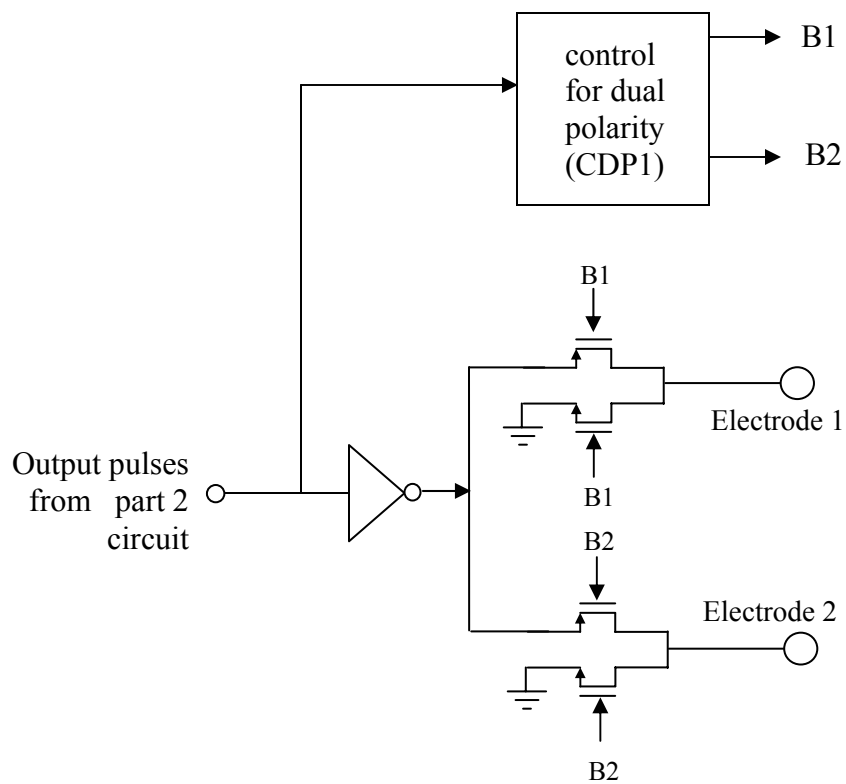 control
for dual
polarity
(CDP1)
B1
B2
B1
Electrode 1
B1
Output pulses
from part 2
circuit
B2
Electrode 2
B2